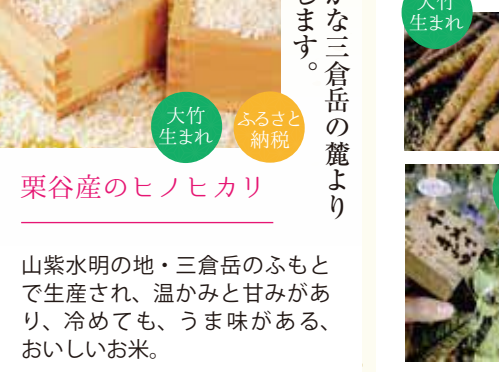 かな三倉岳の麓より
します。
大竹
生まれ
ふるさと
納税
栗谷産のヒノヒカリ
山紫水明の地・三倉岳のふもと
で生産され、温かみと甘みがあ
り、冷めても、うま味がある、
おいしいお米。
大竹
生まれ